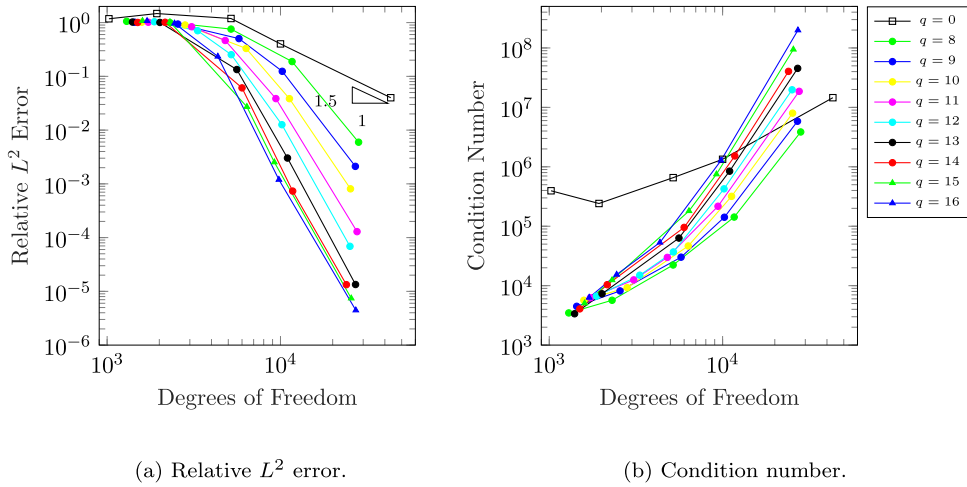 10^0
10^{-1}
10^{-2}
10^{-3}
10^{-4}
10^{-5}
10^{-6}
10^3
10^4
Relative L^2 Error
Degrees of Freedom
1.5
1
(a) Relative L^2 error.
10^8
10^7
10^6
10^5
10^4
10^3
10^3
10^4
Condition Number
Degrees of Freedom
(b) Condition number.
q = 0
q = 8
q = 9
q = 10
q = 11
q = 12
q = 13
q = 14
q = 15
q = 16